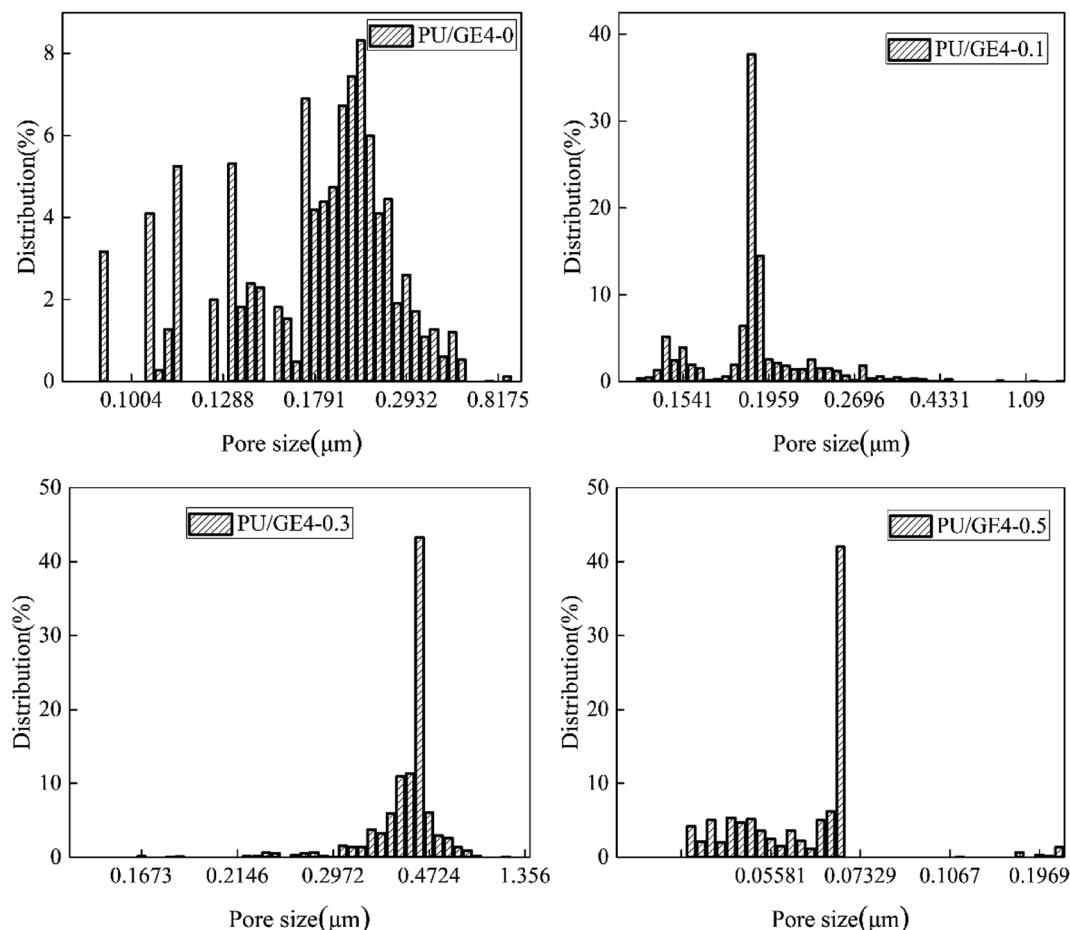 PU/GE4-0
8
6
4
2
0
Distribution(%)
0.1004 0.1288 0.1791 0.2932 0.8175
Pore size(μm)
PU/GE4-0.1
40
30
20
10
0
Distribution(%)
0.1541 0.1959 0.2696 0.4331 1.09
Pore size(μm)
PU/GE4-0.3
50
40
30
20
10
0
Distribution(%)
0.1673 0.2146 0.2972 0.4724 1.356
Pore size(μm)
PU/GE4-0.5
50
40
30
20
10
0
Distribution(%)
0.05581 0.07329 0.1067 0.1969
Pore size(μm)